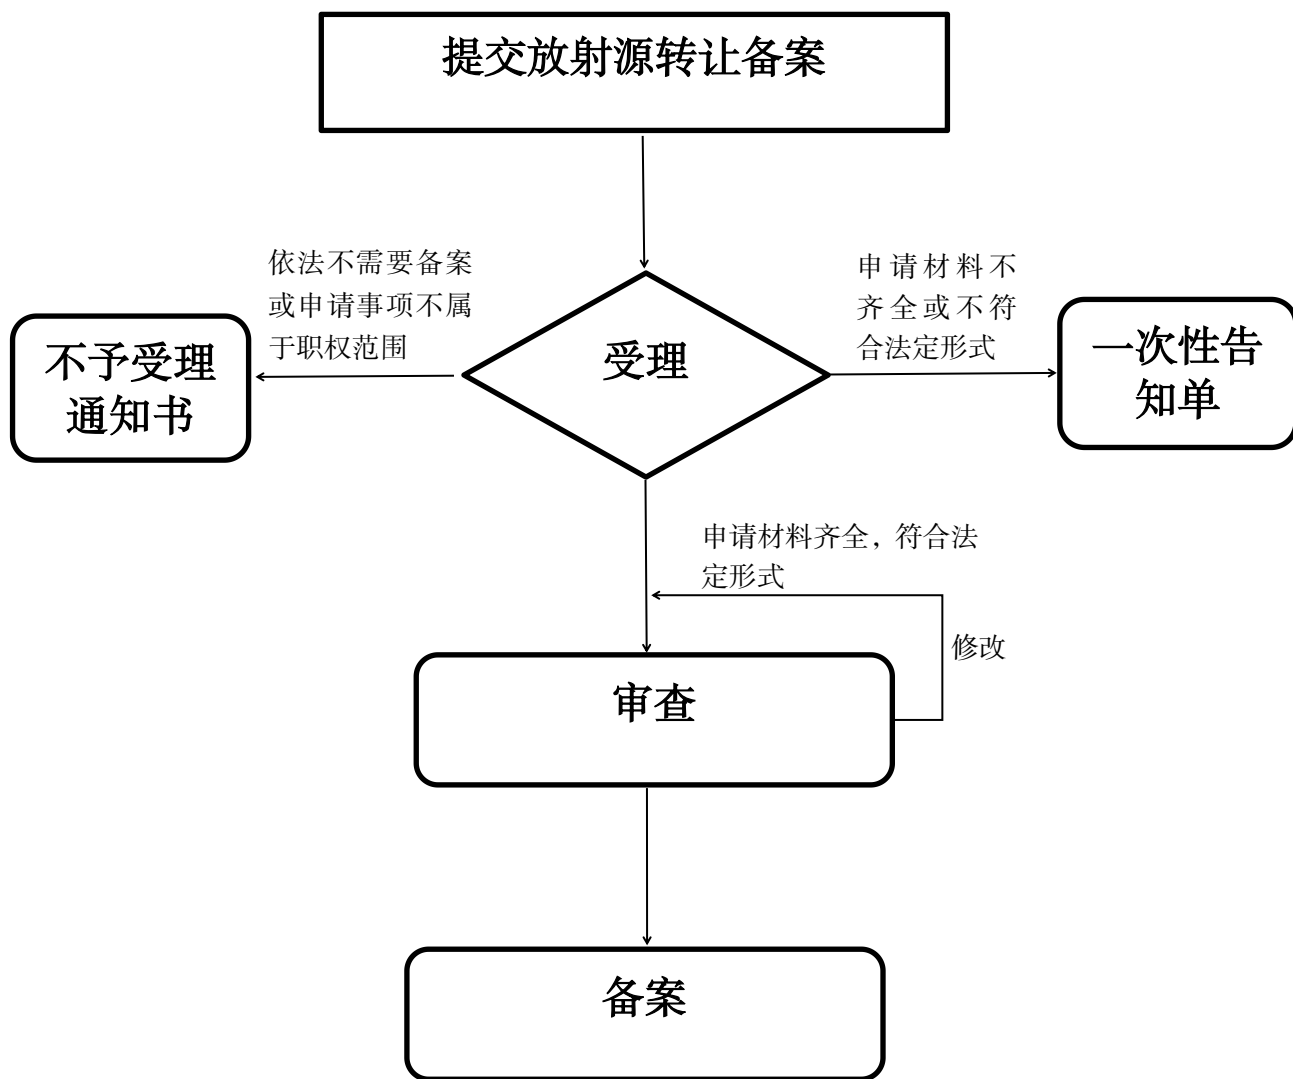 提交放射源转让备案
依法不需要备案
或申请事项不属
于职权范围
申请材料不
齐全或不符
合法定形式
不予受理
通知书
受理
一次性告
知单
申请材料齐全，符合法
定形式
修改
审查
备案